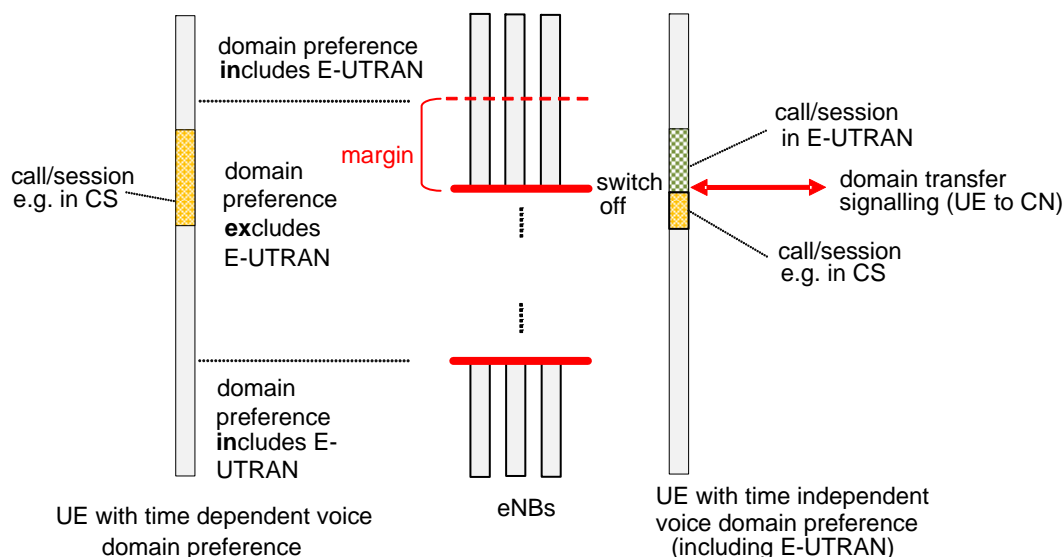 domain preference
includes E-UTRAN
call/session
e.g. in CS
domain
preference
excludes
E-UTRAN
domain
preference
includes E-
UTRAN
UE with time dependent voice
domain preference
margin
switch
off
eNBs
call/session
in E-UTRAN
domain transfer
signalling (UE to CN)
call/session
e.g. in CS
UE with time independent
voice domain preference
(including E-UTRAN)